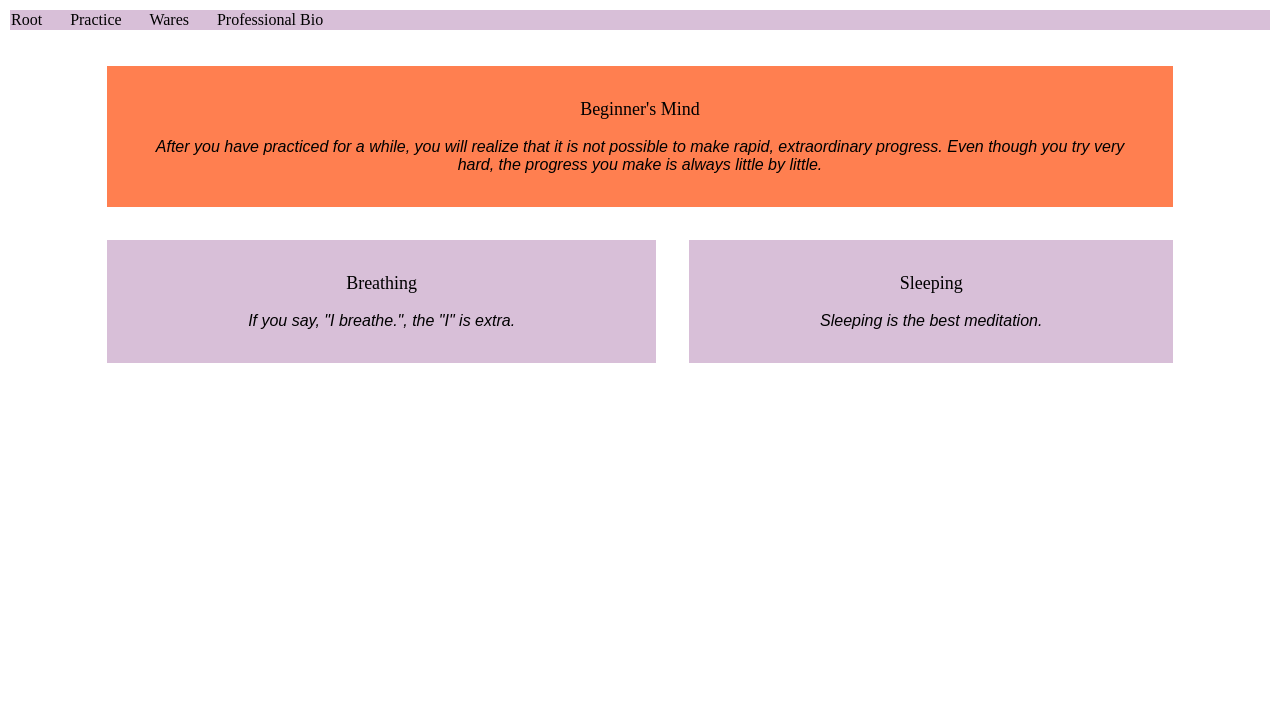 Root Practice Wares Professional Bio
Beginner's Mind
After you have practiced for a while, you will realize that it is not possible to make rapid, extraordinary progress. Even though you try very
hard, the progress you make is always little by little.
Breathing
If you say, "I breathe.", the "I" is extra.
Sleeping
Sleeping is the best meditation.